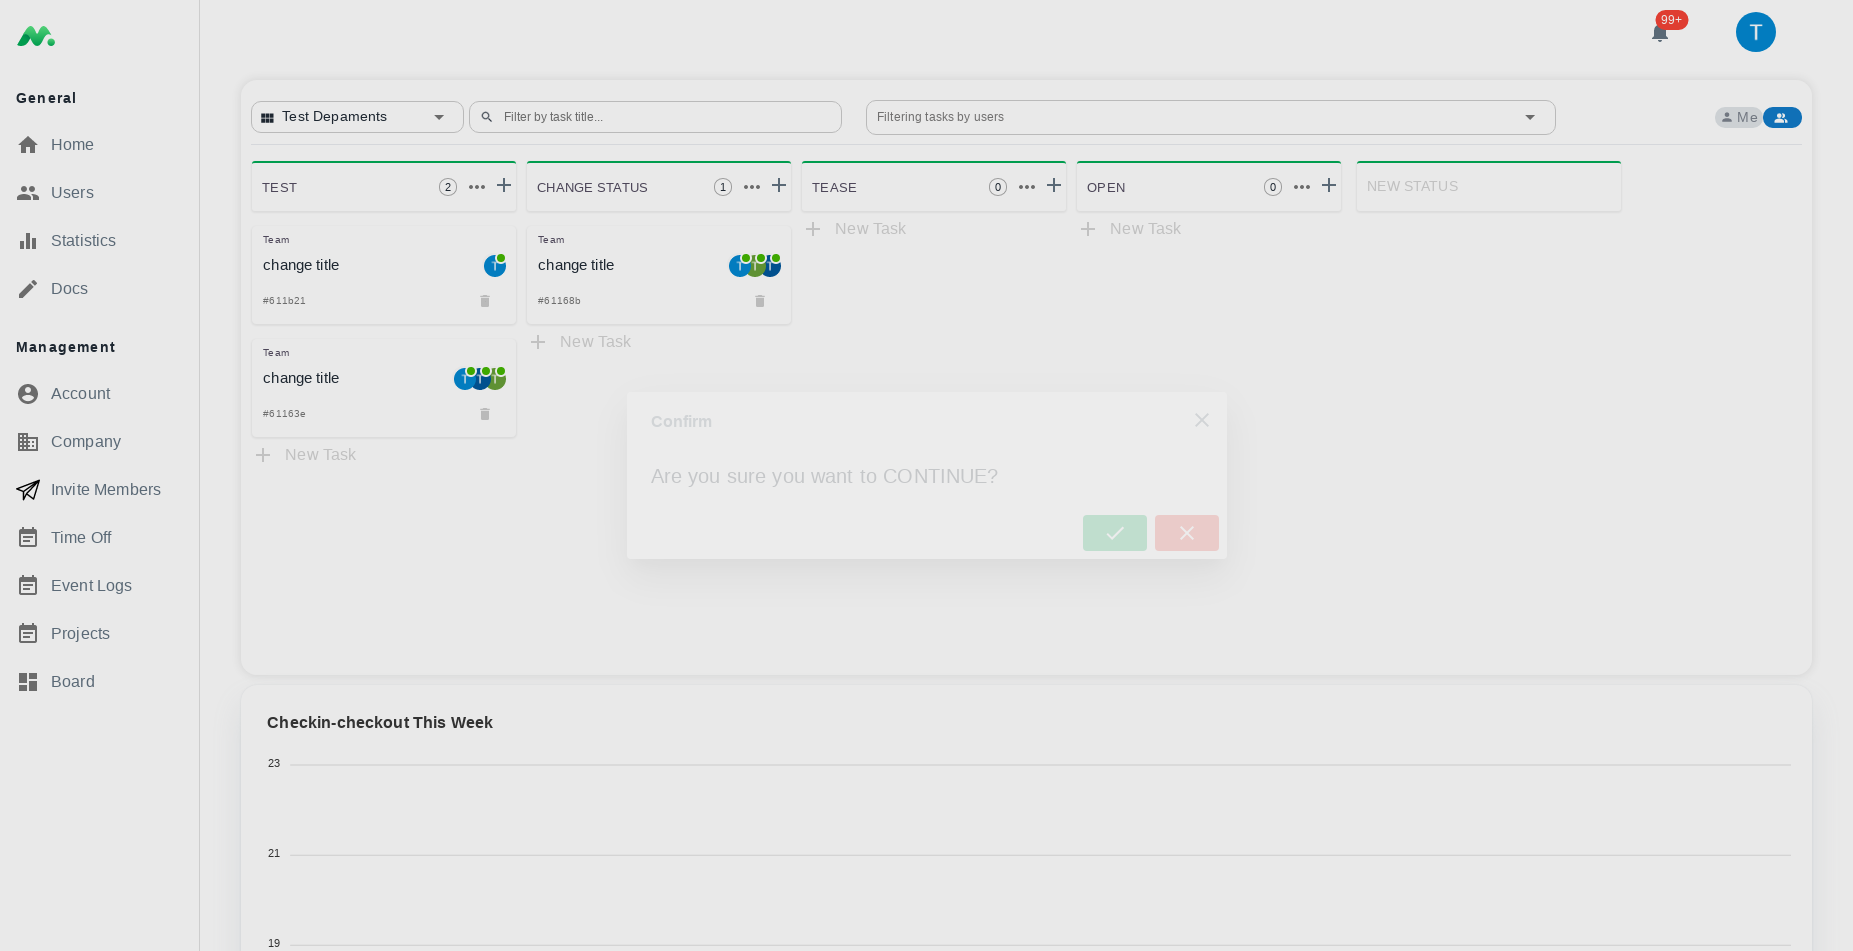 99+
T
General
Home
Users
Statistics
Docs
Management
Account
Company
Invite Members
Time Off
Event Logs
Projects
Board
Test Depaments
Filter by task title...
Filtering tasks by users
Me
TEST
2
CHANGE STATUS
1
TEASE
0
OPEN
0
NEW STATUS
Team
change title
T
#611b21
Team
change title
T T T
#61163e
New Task
Team
change title
T T T
#61168b
New Task
New Task
New Task
Confirm
Are you sure you want to CONTINUE?
Checkin-checkout This Week
23
21
19